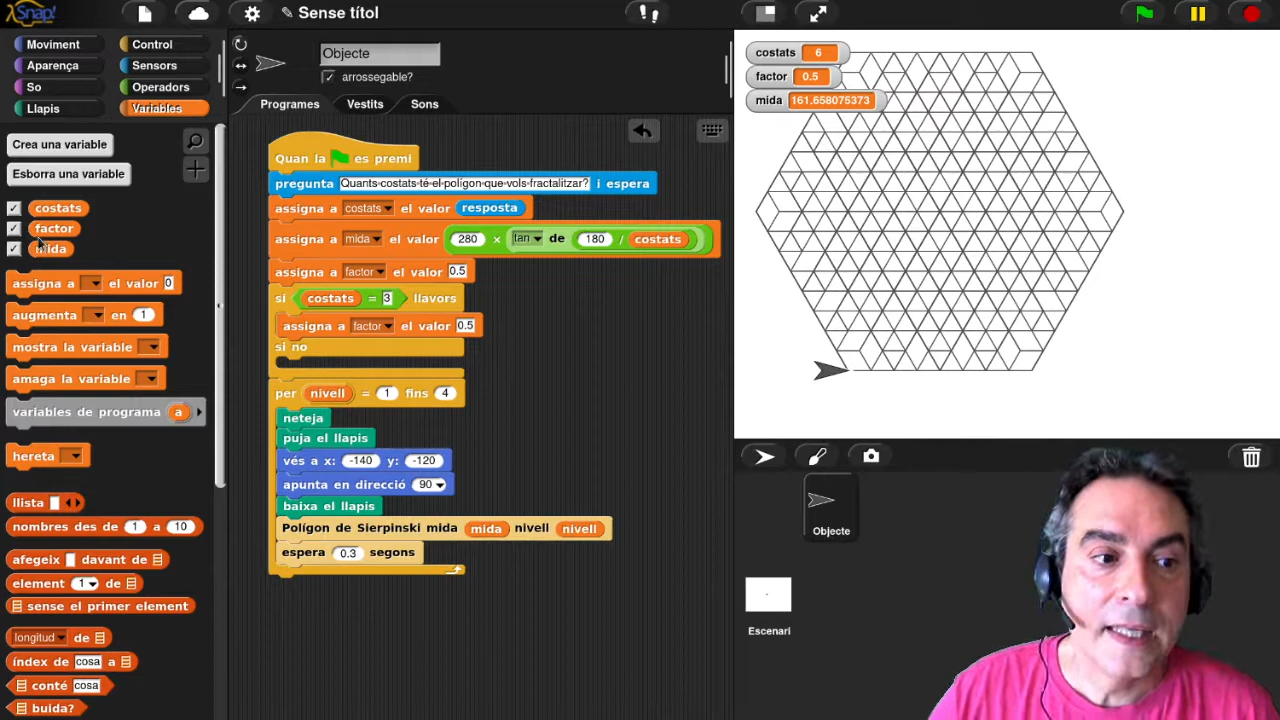 Snap!
Sense títol
Moviment
Control
Aparença
Sensors
So
Operadors
Llapis
Variables
Crea una variable
Esborra una variable
costats
factor
mida
assigna a el valor 0
augmenta en 1
mostra la variable
amaga la variable
variables de programa a
hereta
llista
nombres des de 1 a 10
afegeix davant de
element 1 de
sense el primer element
longitud de
índex de cosa a
conté cosa
buida?
Objecte
arrossegable?
Programes
Vestits
Sons
Quan la es premi
pregunta Quants costats té el polígon que vols fractalitzar? i espera
assigna a costats el valor resposta
assigna a mida el valor 280 × tan de 180 / costats
assigna a factor el valor 0.5
si costats = 3 llavors
assigna a factor el valor 0.5
si no
per nivell = 1 fins 4
neteja
puja el llapis
vés a x: -140 y: -120
apunta en direcció 90
baixa el llapis
Polígon de Sierpinski mida mida nivell nivell
espera 0.3 segons
costats 6
factor 0.5
mida 161.658075373
Objecte
Escenari